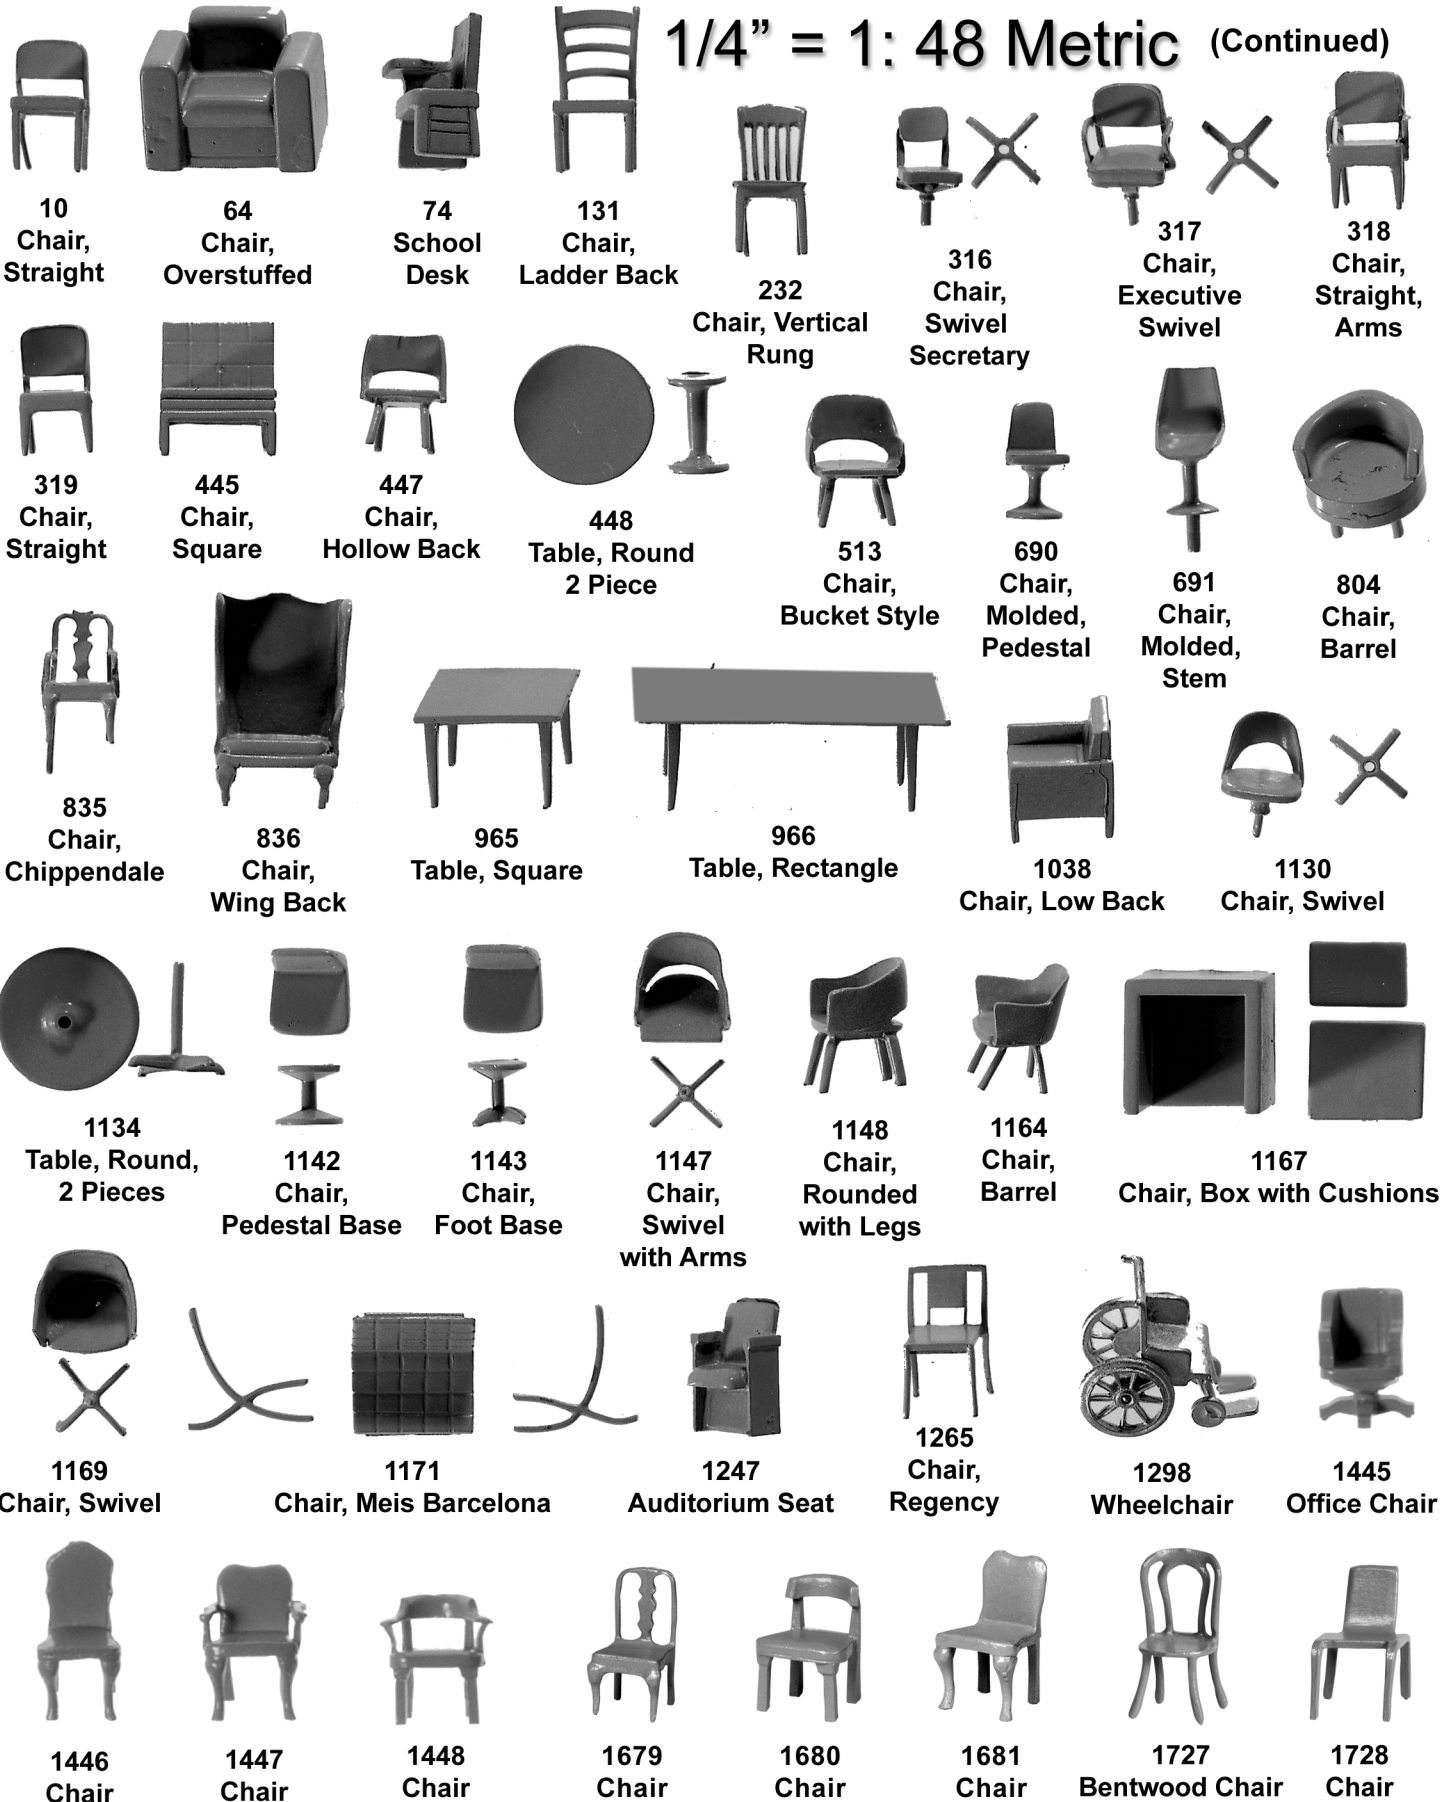 1/4” = 1: 48 Metric (Continued)
10
Chair,
Straight
64
Chair,
Overstuffed
74
School
Desk
131
Chair,
Ladder Back
232
Chair, Vertical
Rung
316
Chair,
Swivel
Secretary
317
Chair,
Executive
Swivel
318
Chair,
Straight,
Arms
319
Chair,
Straight
445
Chair,
Square
447
Chair,
Hollow Back
448
Table, Round
2 Piece
513
Chair,
Bucket Style
690
Chair,
Molded,
Pedestal
691
Chair,
Molded,
Stem
804
Chair,
Barrel
835
Chair,
Chippendale
836
Chair,
Wing Back
965
Table, Square
966
Table, Rectangle
1038
Chair, Low Back
1130
Chair, Swivel
1134
Table, Round,
2 Pieces
1142
Chair,
Pedestal Base
1143
Chair,
Foot Base
1147
Chair,
Swivel
with Arms
1148
Chair,
Rounded
with Legs
1164
Chair,
Barrel
1167
Chair, Box with Cushions
1169
Chair, Swivel
1171
Chair, Meis Barcelona
1247
Auditorium Seat
1265
Chair,
Regency
1298
Wheelchair
1445
Office Chair
1446
Chair
1447
Chair
1448
Chair
1679
Chair
1680
Chair
1681
Chair
1727
Bentwood Chair
1728
Chair